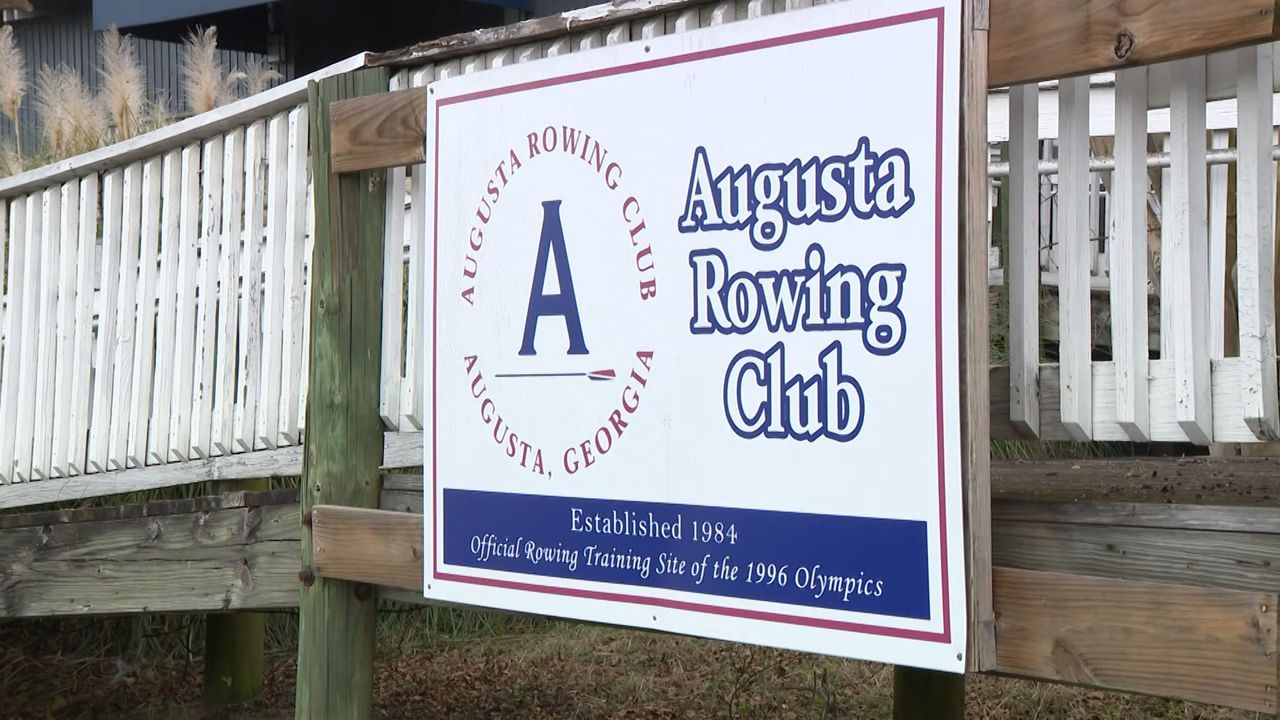 AUGUSTA ROWING CLUB
A
AUGUSTA, GEORGIA
Augusta
Rowing
Club
Established 1984
Official Rowing Training Site of the 1996 Olympics